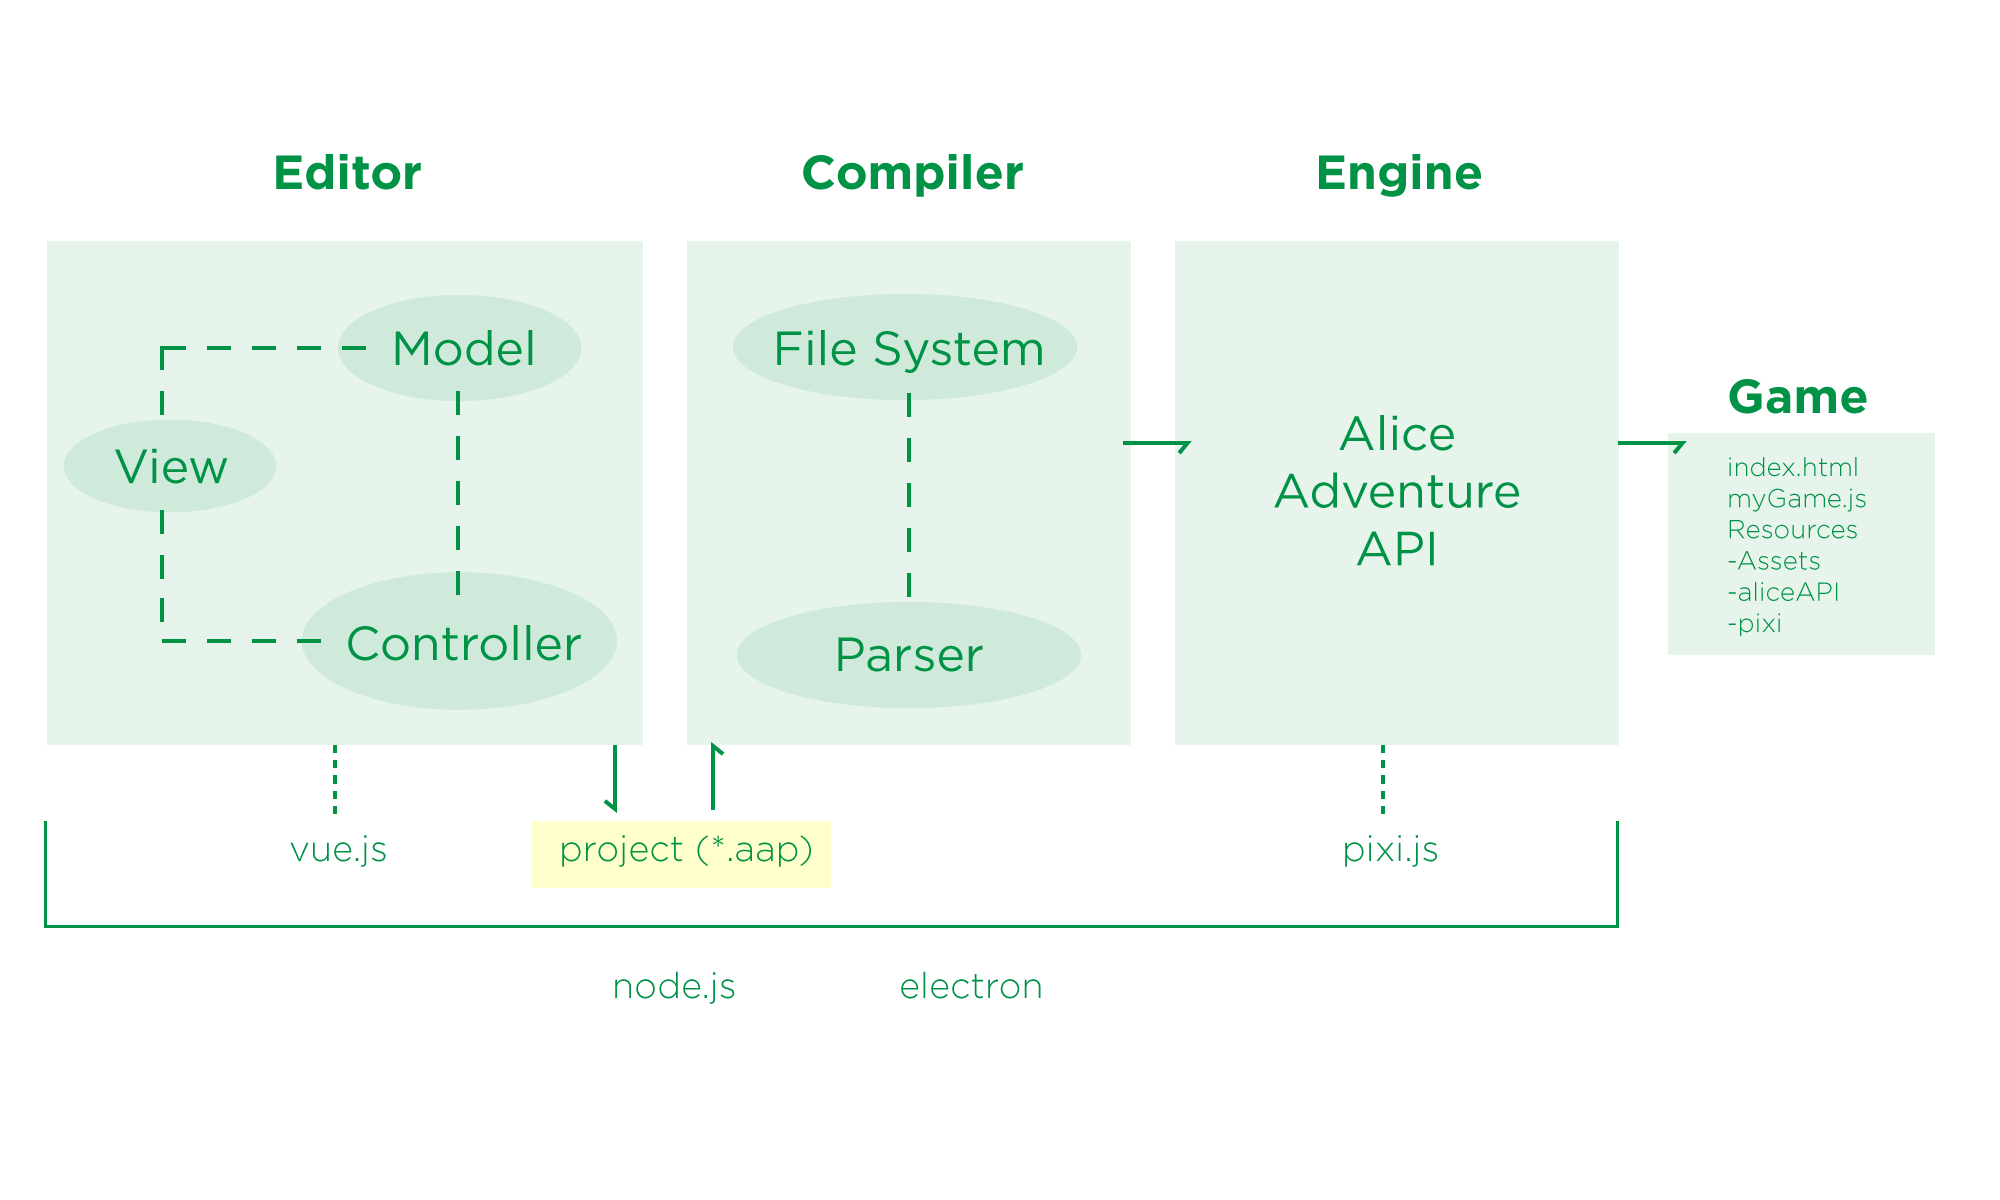 Editor
Compiler
Engine
Model
View
Controller
File System
Parser
Alice
Adventure
API
Game
index.html
myGame.js
Resources
-Assets
-aliceAPI
-pixi
vue.js
project (*.aap)
pixi.js
node.js
electron